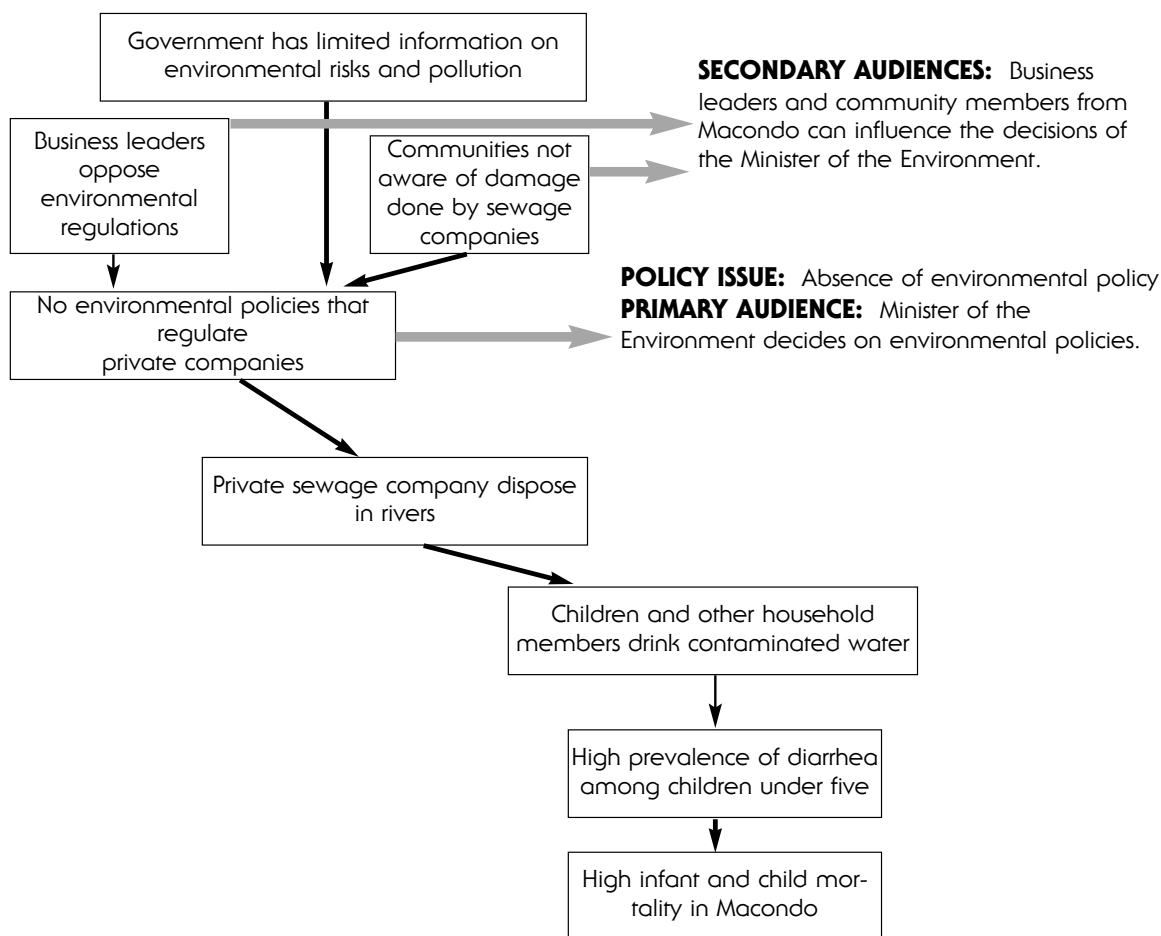 Government has limited information on
environmental risks and pollution
SECONDARY AUDIENCES: Business
leaders and community members from
Macondo can influence the decisions of
the Minister of the Environment.
Business leaders
oppose
environmental
regulations
Communities not
aware of damage
done by sewage
companies
No environmental policies that
regulate
private companies
POLICY ISSUE: Absence of environmental policy
PRIMARY AUDIENCE: Minister of the
Environment decides on environmental policies.
Private sewage company dispose
in rivers
Children and other household
members drink contaminated water
High prevalence of diarrhea
among children under five
High infant and child mor-
tality in Macondo